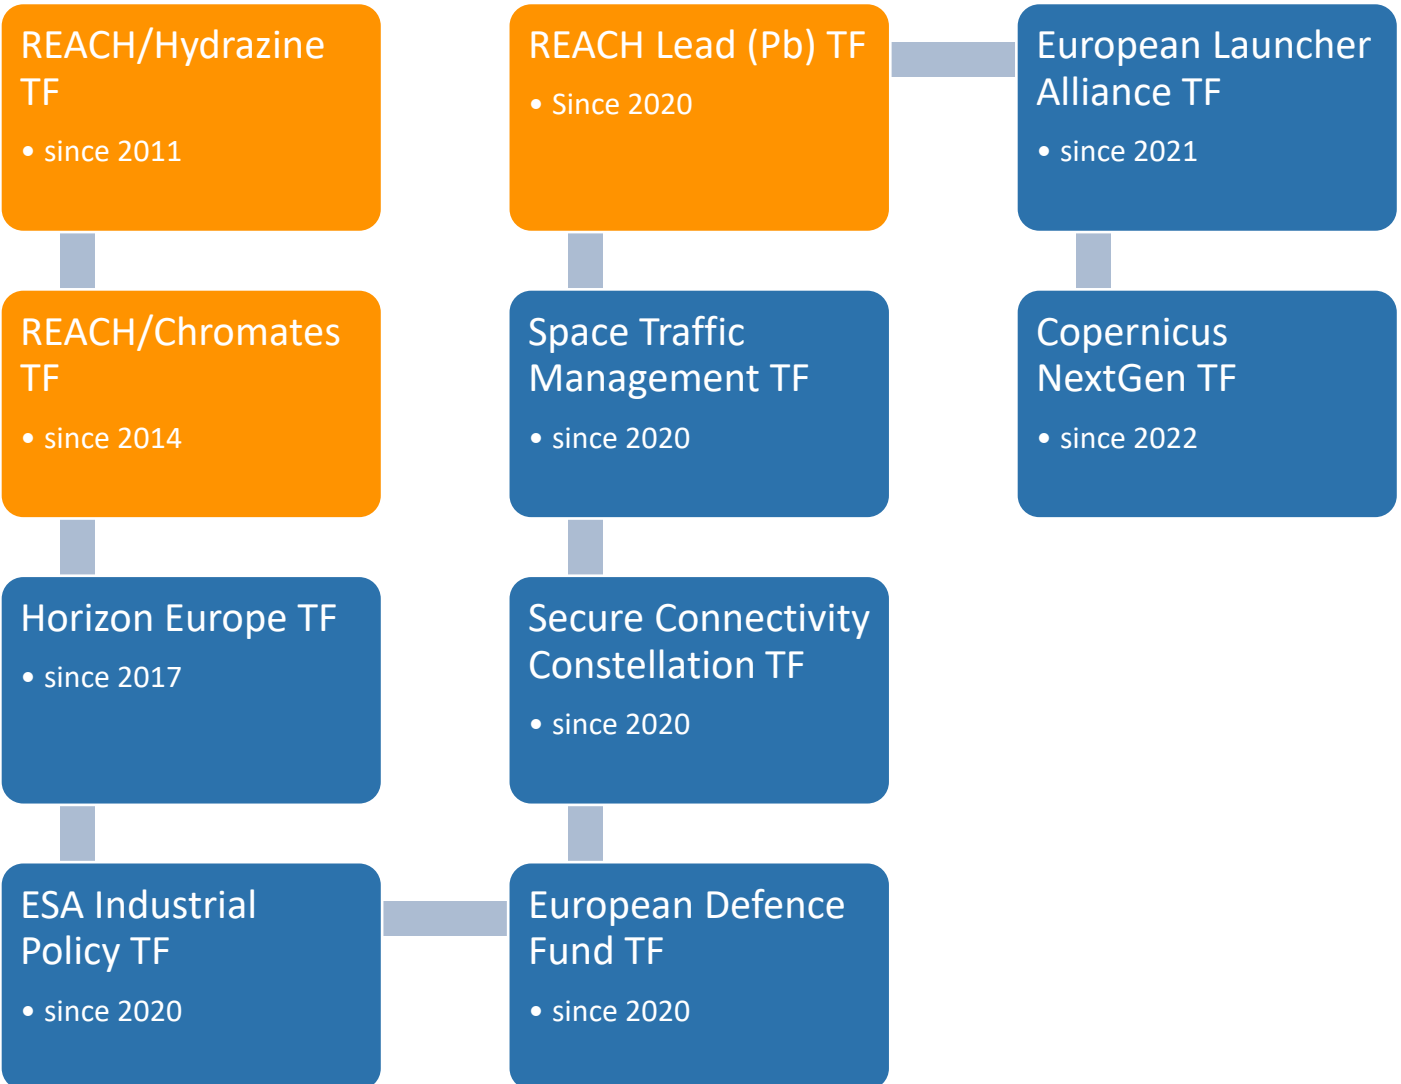 REACH/Hydrazine
TF
• since 2011
REACH/Chromates
TF
• since 2014
Horizon Europe TF
• since 2017
ESA Industrial
Policy TF
• since 2020
European Defence
Fund TF
• since 2020
Secure Connectivity
Constellation TF
• since 2020
Space Traffic
Management TF
• since 2020
REACH Lead (Pb) TF
• Since 2020
European Launcher
Alliance TF
• since 2021
Copernicus
NextGen TF
• since 2022